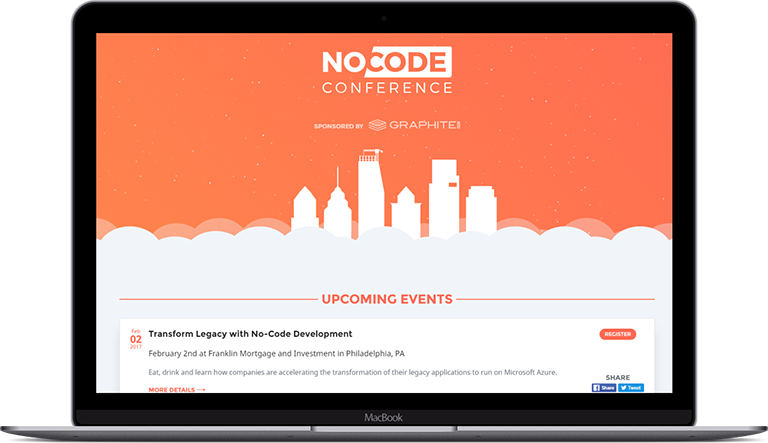 NOCODE
CONFERENCE
SPONSORED BY GRAPHITE
UPCOMING EVENTS
Feb
02
2017
Transform Legacy with No-Code Development
REGISTER
February 2nd at Franklin Mortgage and Investment in Philadelphia, PA
Eat, drink and learn how companies are accelerating the transformation of their legacy applications to run on Microsoft Azure.
SHARE
MORE DETAILS
Share Tweet
MacBook